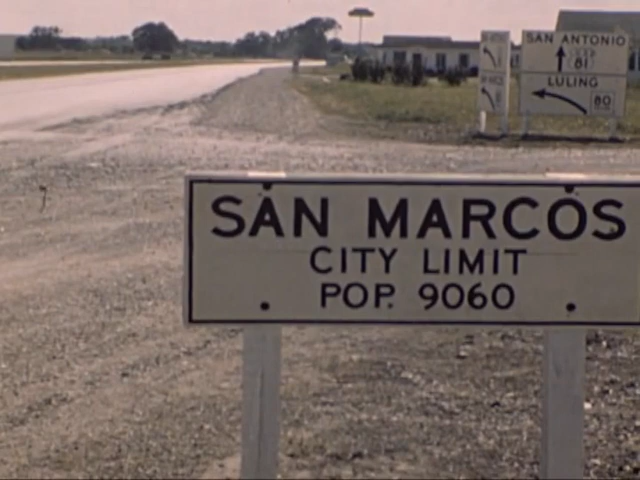 SAN ANTONIO
81
LULING
80
SAN MARCOS
CITY LIMIT
POP. 9060